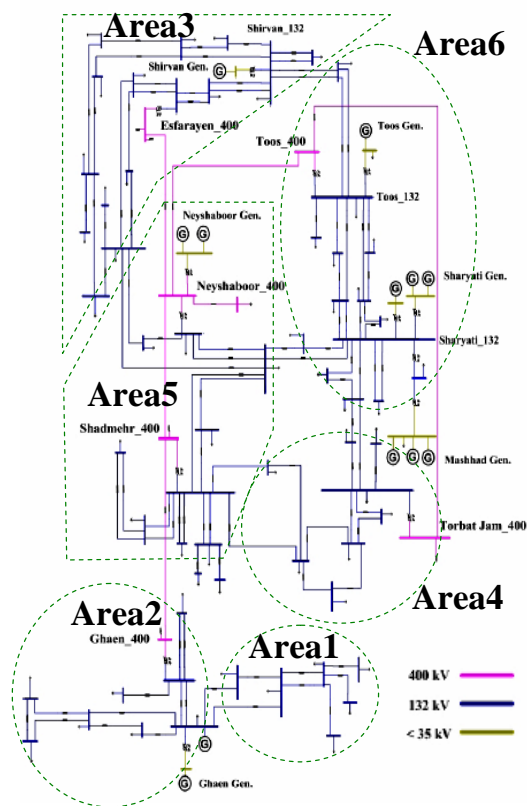 Area3
Shirvan_132
Area6
Shirvan Gen.
G
Esfarayen_400
Toos_400
Toos Gen.
G
Toos_132
Neyshaboor Gen.
G G
Neyshaboor_400
Sharyati Gen.
G G G
Sharyati_132
Area5
Shadmehr_400
Mashhad Gen.
G G G
Torbat Jam_400
Area4
Area2
Ghaen_400
Area1
G
G
Ghaen Gen.
400 kV
132 kV
< 35 kV